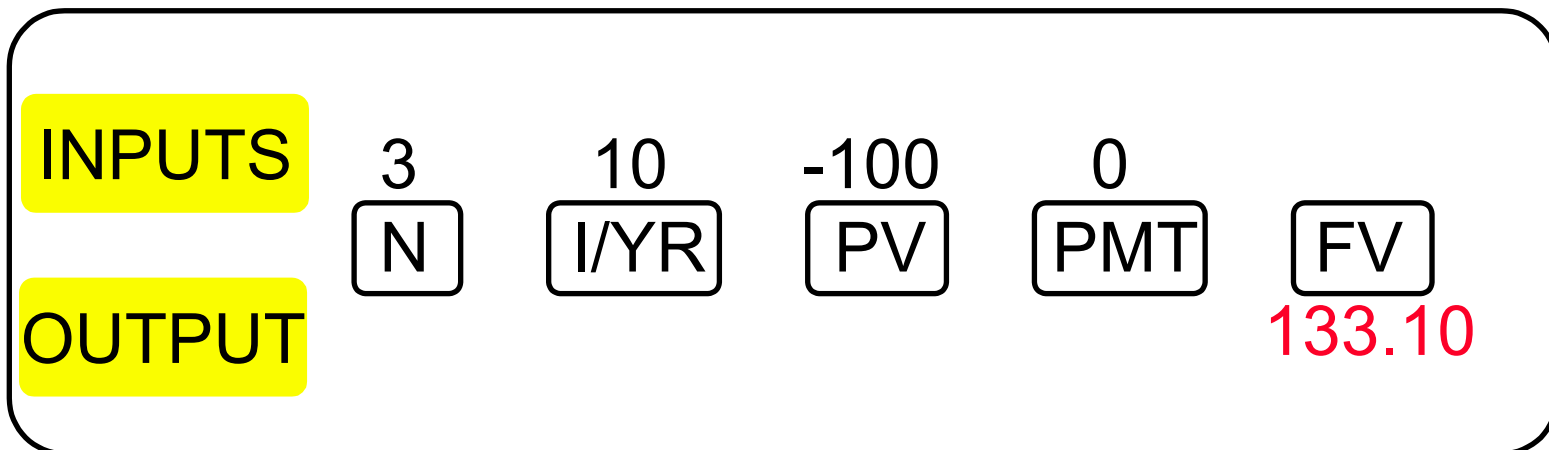 INPUTS
3 10 -100 0
N I/YR PV PMT FV
OUTPUT
133.10